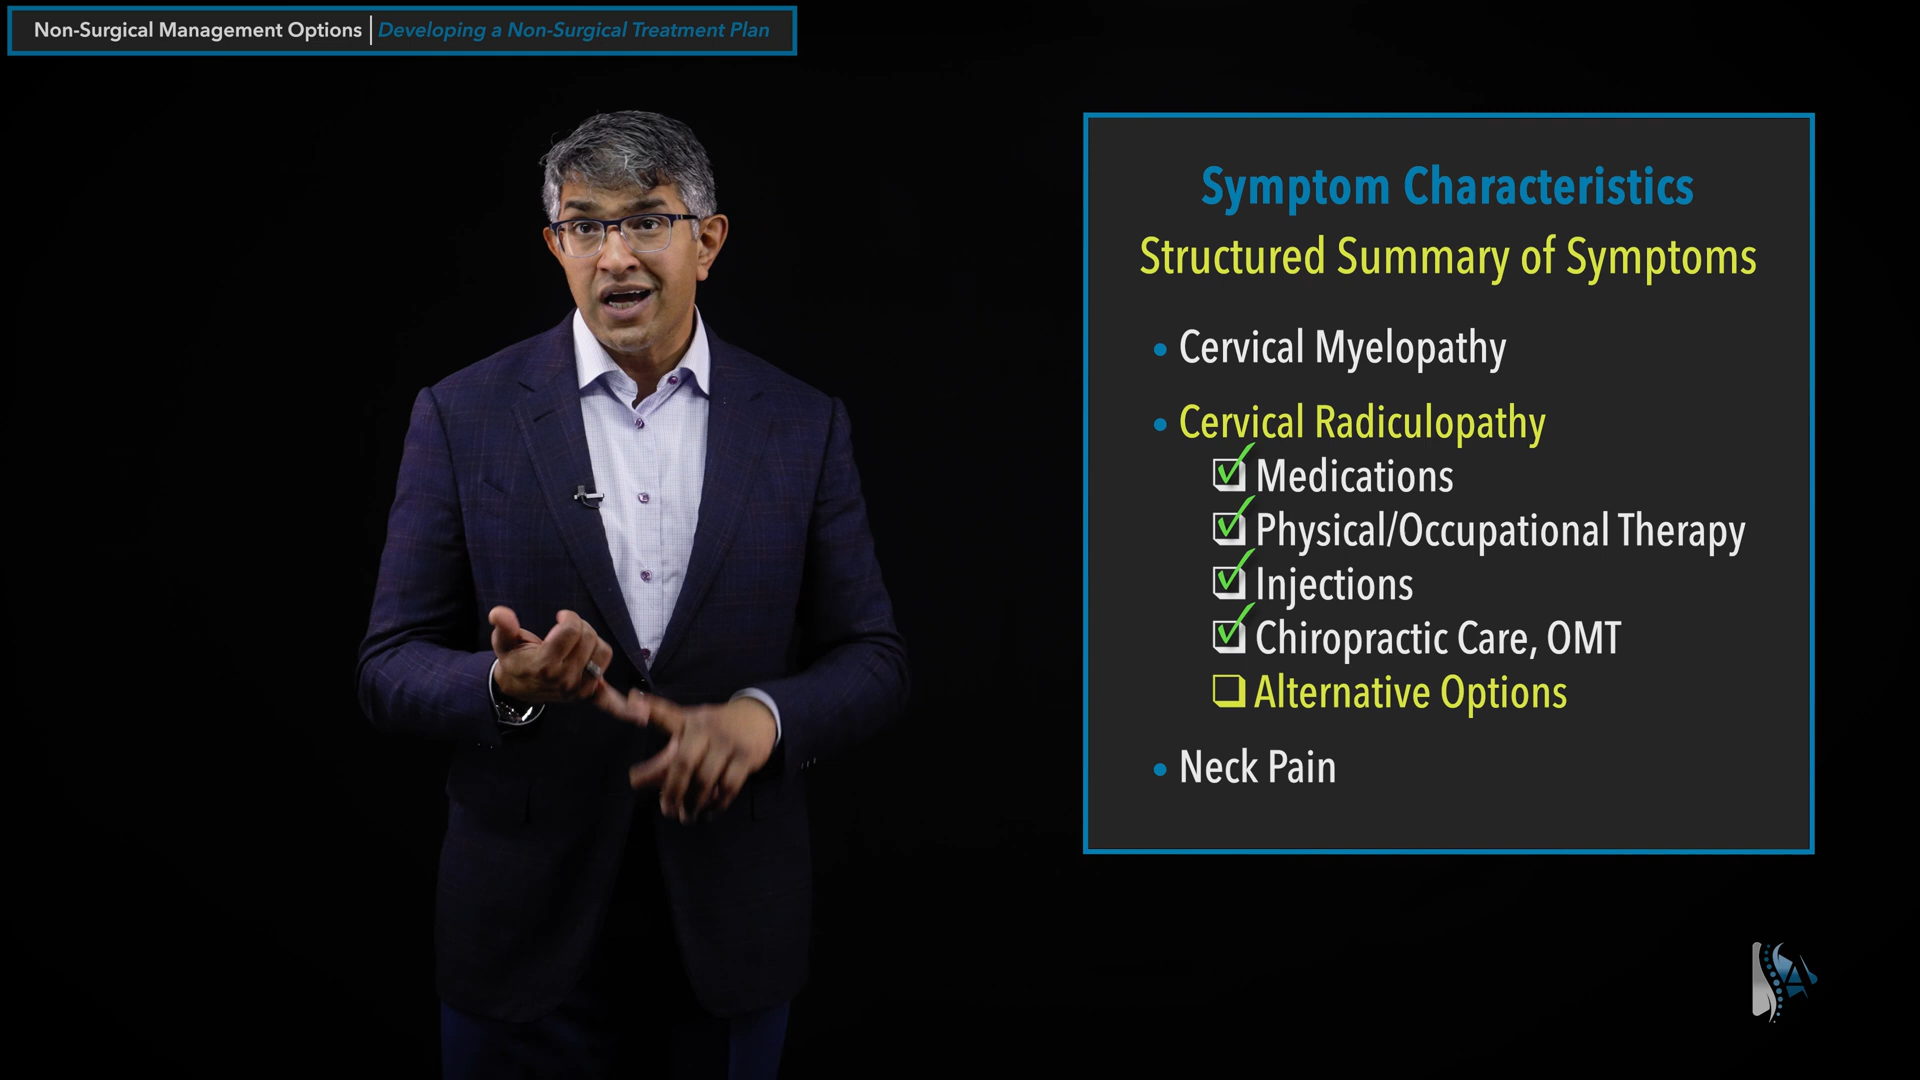 Non-Surgical Management Options | Developing a Non-Surgical Treatment Plan
Symptom Characteristics
Structured Summary of Symptoms
• Cervical Myelopathy
• Cervical Radiculopathy
Medications
Physical/Occupational Therapy
Injections
Chiropractic Care, OMT
Alternative Options
• Neck Pain
A